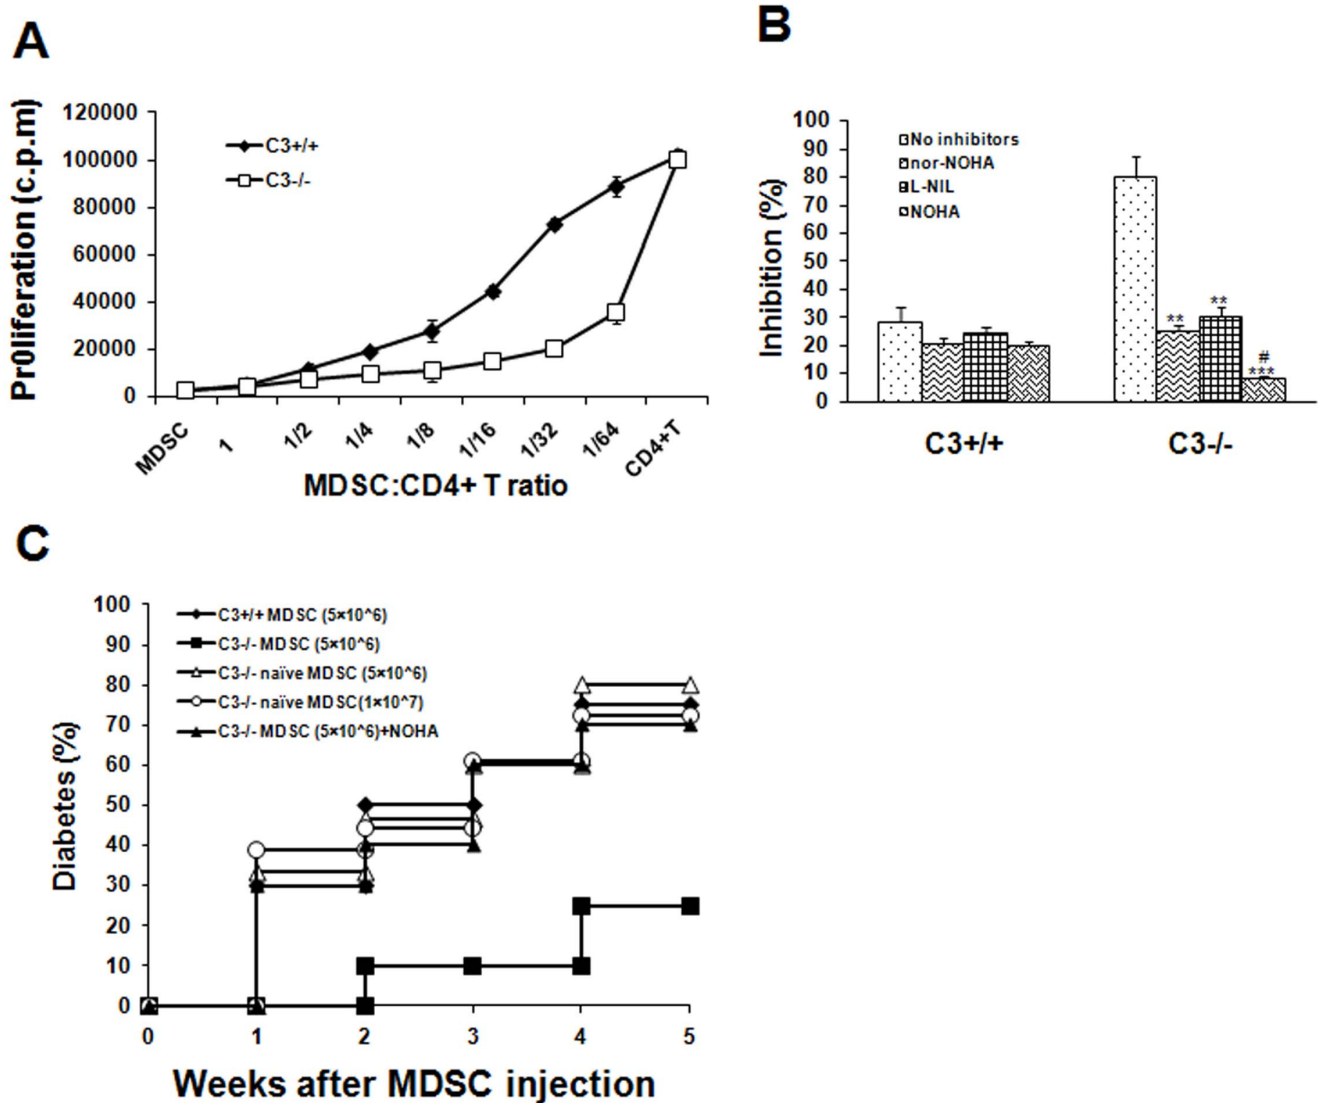 A
Pr0liferation (c.p.m)
120000
100000
80000
60000
40000
20000
0
C3+/+
C3-/-
MDSC
1
1/2
1/4
1/8
1/16
1/32
1/64
CD4+T
MDSC:CD4+ T ratio
B
Inhibition (%)
100
90
80
70
60
50
40
30
20
10
0
No inhibitors
nor-NOHA
L-NIL
NOHA
**
**
#
***
C3+/+
C3-/-
C
Diabetes (%)
100
90
80
70
60
50
40
30
20
10
0
C3+/+ MDSC (5×10^6)
C3-/- MDSC (5×10^6)
C3-/- naïve MDSC (5×10^6)
C3-/- naïve MDSC(1×10^7)
C3-/- MDSC (5×10^6)+NOHA
0
1
2
3
4
5
Weeks after MDSC injection